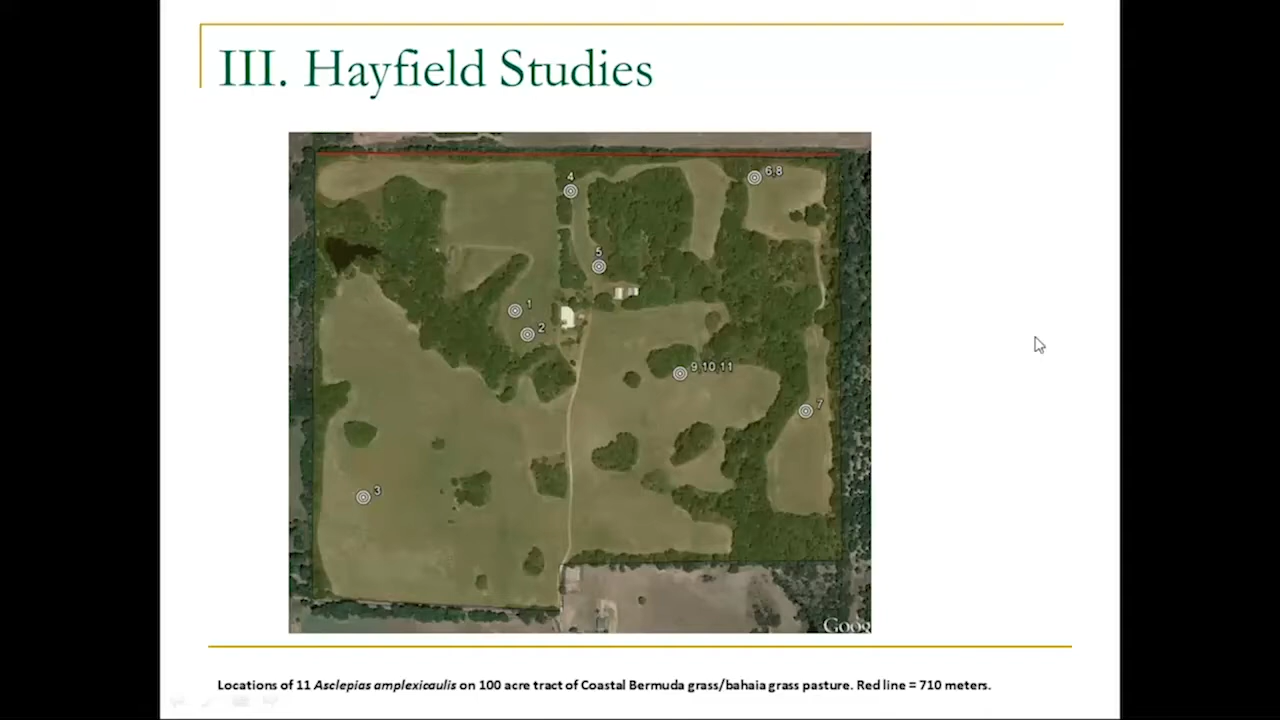 III. Hayfield Studies
4
6,8
5
1
2
9,10,11
7
3
Goog
Locations of 11 Asclepias amplexicaulis on 100 acre tract of Coastal Bermuda grass/bahaia grass pasture. Red line = 710 meters.